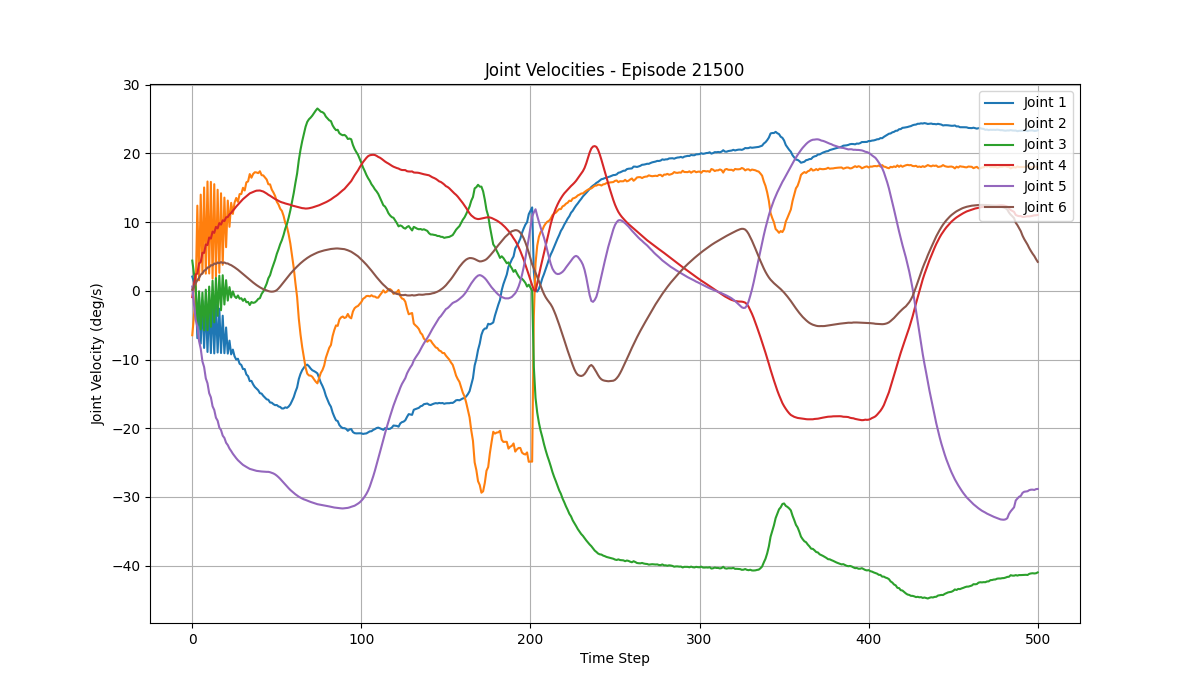 Joint Velocities - Episode 21500
Joint Velocity (deg/s)
30
20
10
0
−10
−20
−30
−40
Joint 1
Joint 2
Joint 3
Joint 4
Joint 5
Joint 6
0
100
200
300
400
500
Time Step